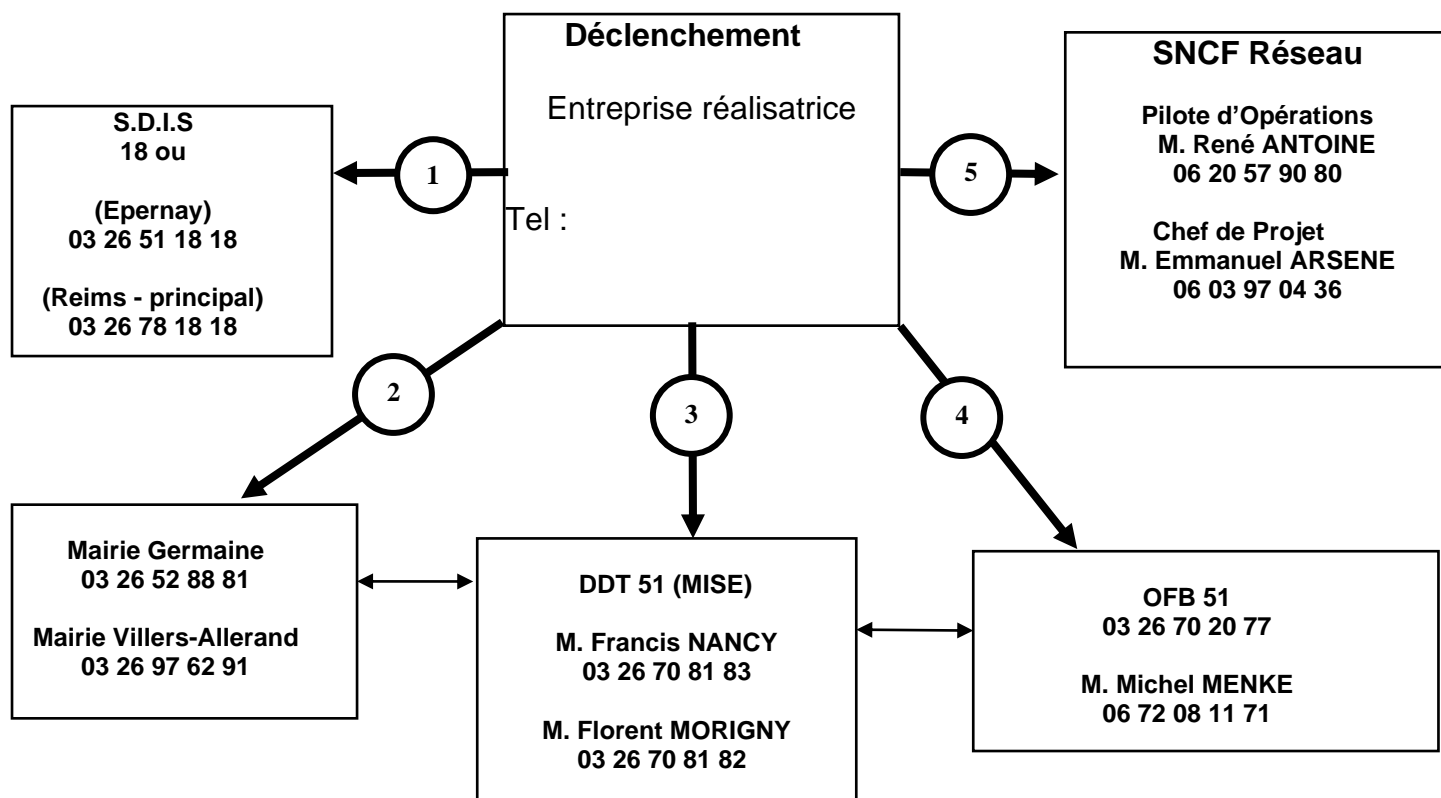 Déclenchement
Entreprise réalisatrice
Tel :
SNCF Réseau
Pilote d’Opérations
M. René ANTOINE
06 20 57 90 80
Chef de Projet
M. Emmanuel ARSENE
06 03 97 04 36
S.D.I.S
18 ou
(Epernay)
03 26 51 18 18
(Reims - principal)
03 26 78 18 18
1
5
2
3
4
Mairie Germaine
03 26 52 88 81
Mairie Villers-Allerand
03 26 97 62 91
DDT 51 (MISE)
M. Francis NANCY
03 26 70 81 83
M. Florent MORIGNY
03 26 70 81 82
OFB 51
03 26 70 20 77
M. Michel MENKE
06 72 08 11 71